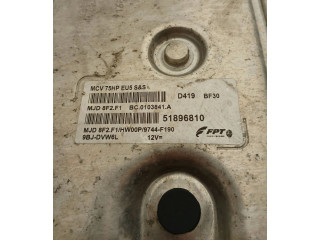 MCV 75HP EU5 S&S
D419 BF30
MJD 8F2.F1 BC.0103841.A
51896810
MJD 8F2.F1/HW00P/9744-F190
9BJ-DVW6L 12V=
FPT